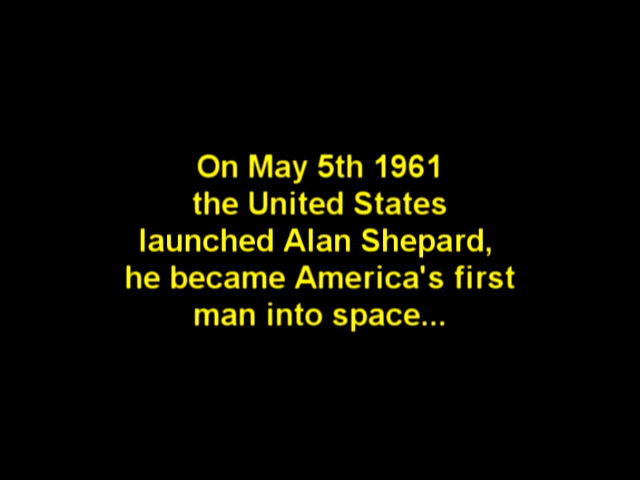 On May 5th 1961
the United States
launched Alan Shepard,
he became America's first
man into space...